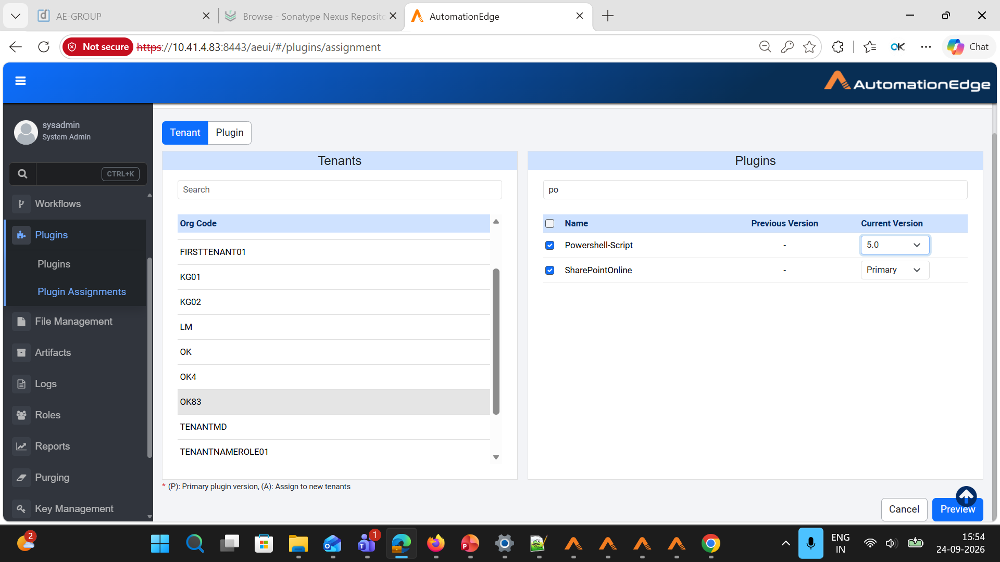 AE-GROUP
Browse - Sonatype Nexus Reposito
AutomationEdge
Not secure
https://10.41.4.83:8443/aeui/#/plugins/assignment
OK
Chat
AutomationEdge
sysadmin
System Admin
CTRL+K
Workflows
Plugins
Plugins
Plugin Assignments
File Management
Artifacts
Logs
Roles
Reports
Purging
Key Management
Tenant
Plugin
Tenants
Search
Org Code
FIRSTTENANT01
KG01
KG02
LM
OK
OK4
OK83
TENANTMD
TENANTNAMEROLE01
Plugins
po
Name Previous Version Current Version
Powershell-Script - 5.0
SharePointOnline - Primary
* (P): Primary plugin version, (A): Assign to new tenants
Cancel
Preview
2
1
ENG
IN
15:54
24-09-2026